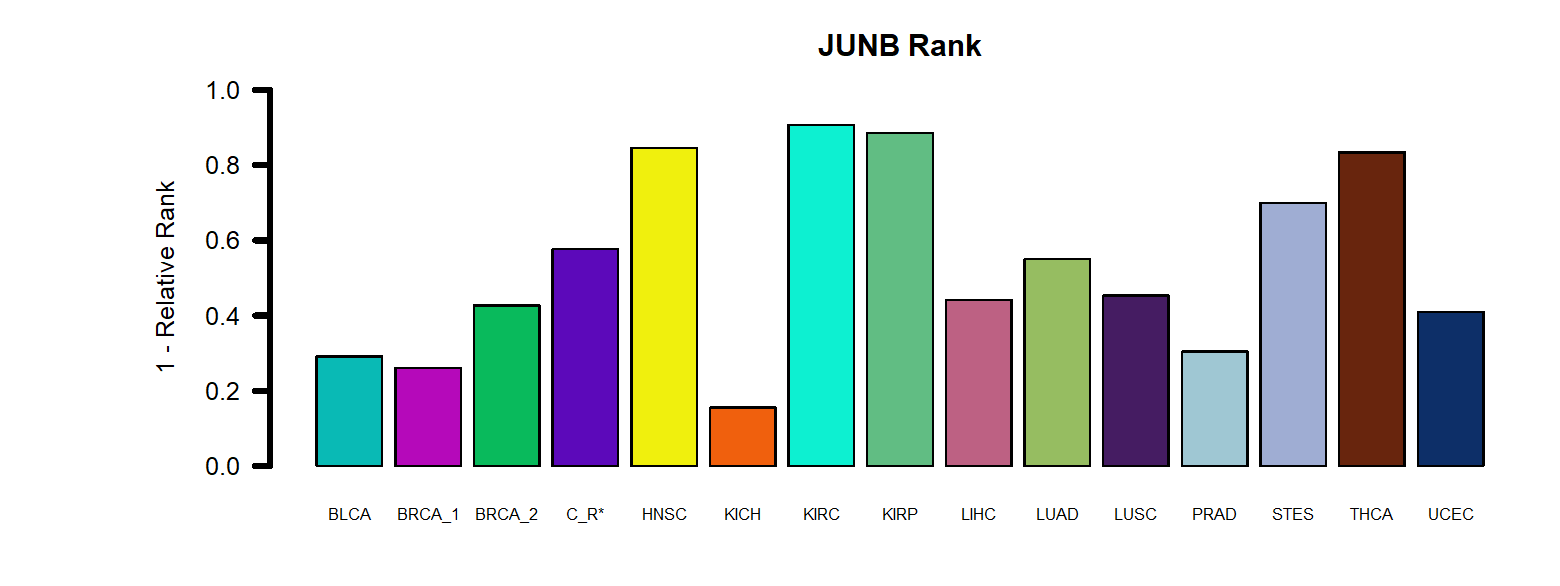 JUNB Rank
1 - Relative Rank
1.0
0.8
0.6
0.4
0.2
0.0
BLCA BRCA_1 BRCA_2 C_R* HNSC KICH KIRC KIRP LIHC LUAD LUSC PRAD STES THCA UCEC